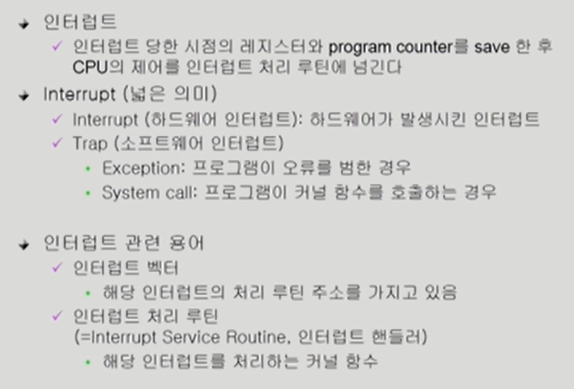 인터럽트
인터럽트 당한 시점의 레지스터와 program counter를 save 한 후
CPU의 제어를 인터럽트 처리 루틴에 넘긴다
Interrupt (넓은 의미)
Interrupt (하드웨어 인터럽트): 하드웨어가 발생시킨 인터럽트
Trap (소프트웨어 인터럽트)
Exception: 프로그램이 오류를 범한 경우
System call: 프로그램이 커널 함수를 호출하는 경우
인터럽트 관련 용어
인터럽트 벡터
해당 인터럽트의 처리 루틴 주소를 가지고 있음
인터럽트 처리 루틴
(=Interrupt Service Routine, 인터럽트 핸들러)
해당 인터럽트를 처리하는 커널 함수